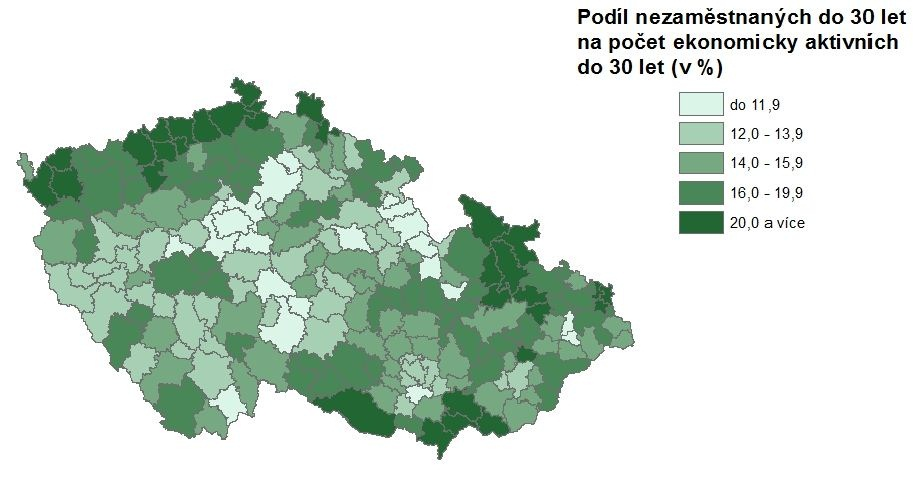 Podíl nezaměstnaných do 30 let
na počet ekonomicky aktivních
do 30 let (v %)
do 11,9
12,0 - 13,9
14,0 - 15,9
16,0 - 19,9
20,0 a více